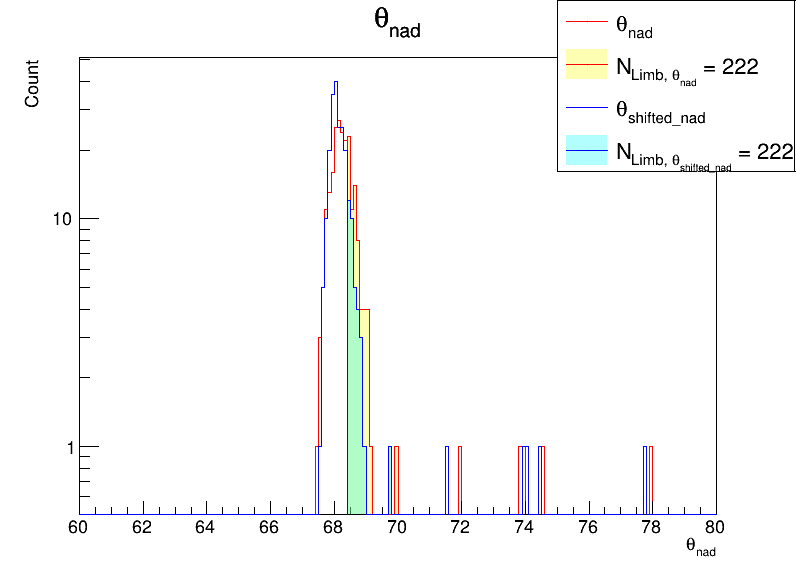 θnad
θnad
NLimb, θnad = 222
θshifted_nad
NLimb, θshifted_nad = 222
Count
10
1
60 62 64 66 68 70 72 74 76 78 80
θnad